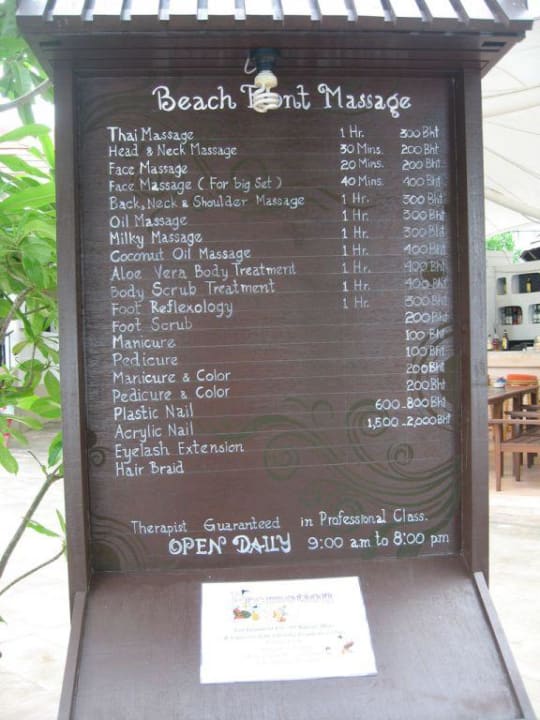 Beach Front Massage
Thai Massage 1 Hr. 300 Bht
Head & Neck Massage 30 Mins. 200 Bht
Face Massage 20 Mins. 200 Bht
Face Massage ( For big Set ) 40 Mins. 400 Bht
Back, Neck & Shoulder Massage 1 Hr. 300 Bht
Oil Massage 1 Hr. 300 Bht
Milky Massage 1 Hr. 300 Bht
Coconut Oil Massage 1 Hr. 400 Bht
Aloe Vera Body Treatment 1 Hr. 400 Bht
Body Scrub Treatment 1 Hr. 400 Bht
Foot Reflexology 1 Hr. 300 Bht
Foot Scrub 200 Bht
Manicure 100 Bht
Pedicure 100 Bht
Manicure & Color 200 Bht
Pedicure & Color 200 Bht
Plastic Nail 600-800 Bht
Acrylic Nail 1,500-2,000 Bht
Eyelash Extension
Hair Braid
Therapist Guaranteed in Professional Class.
OPEN DAILY 9:00 am to 8:00 pm